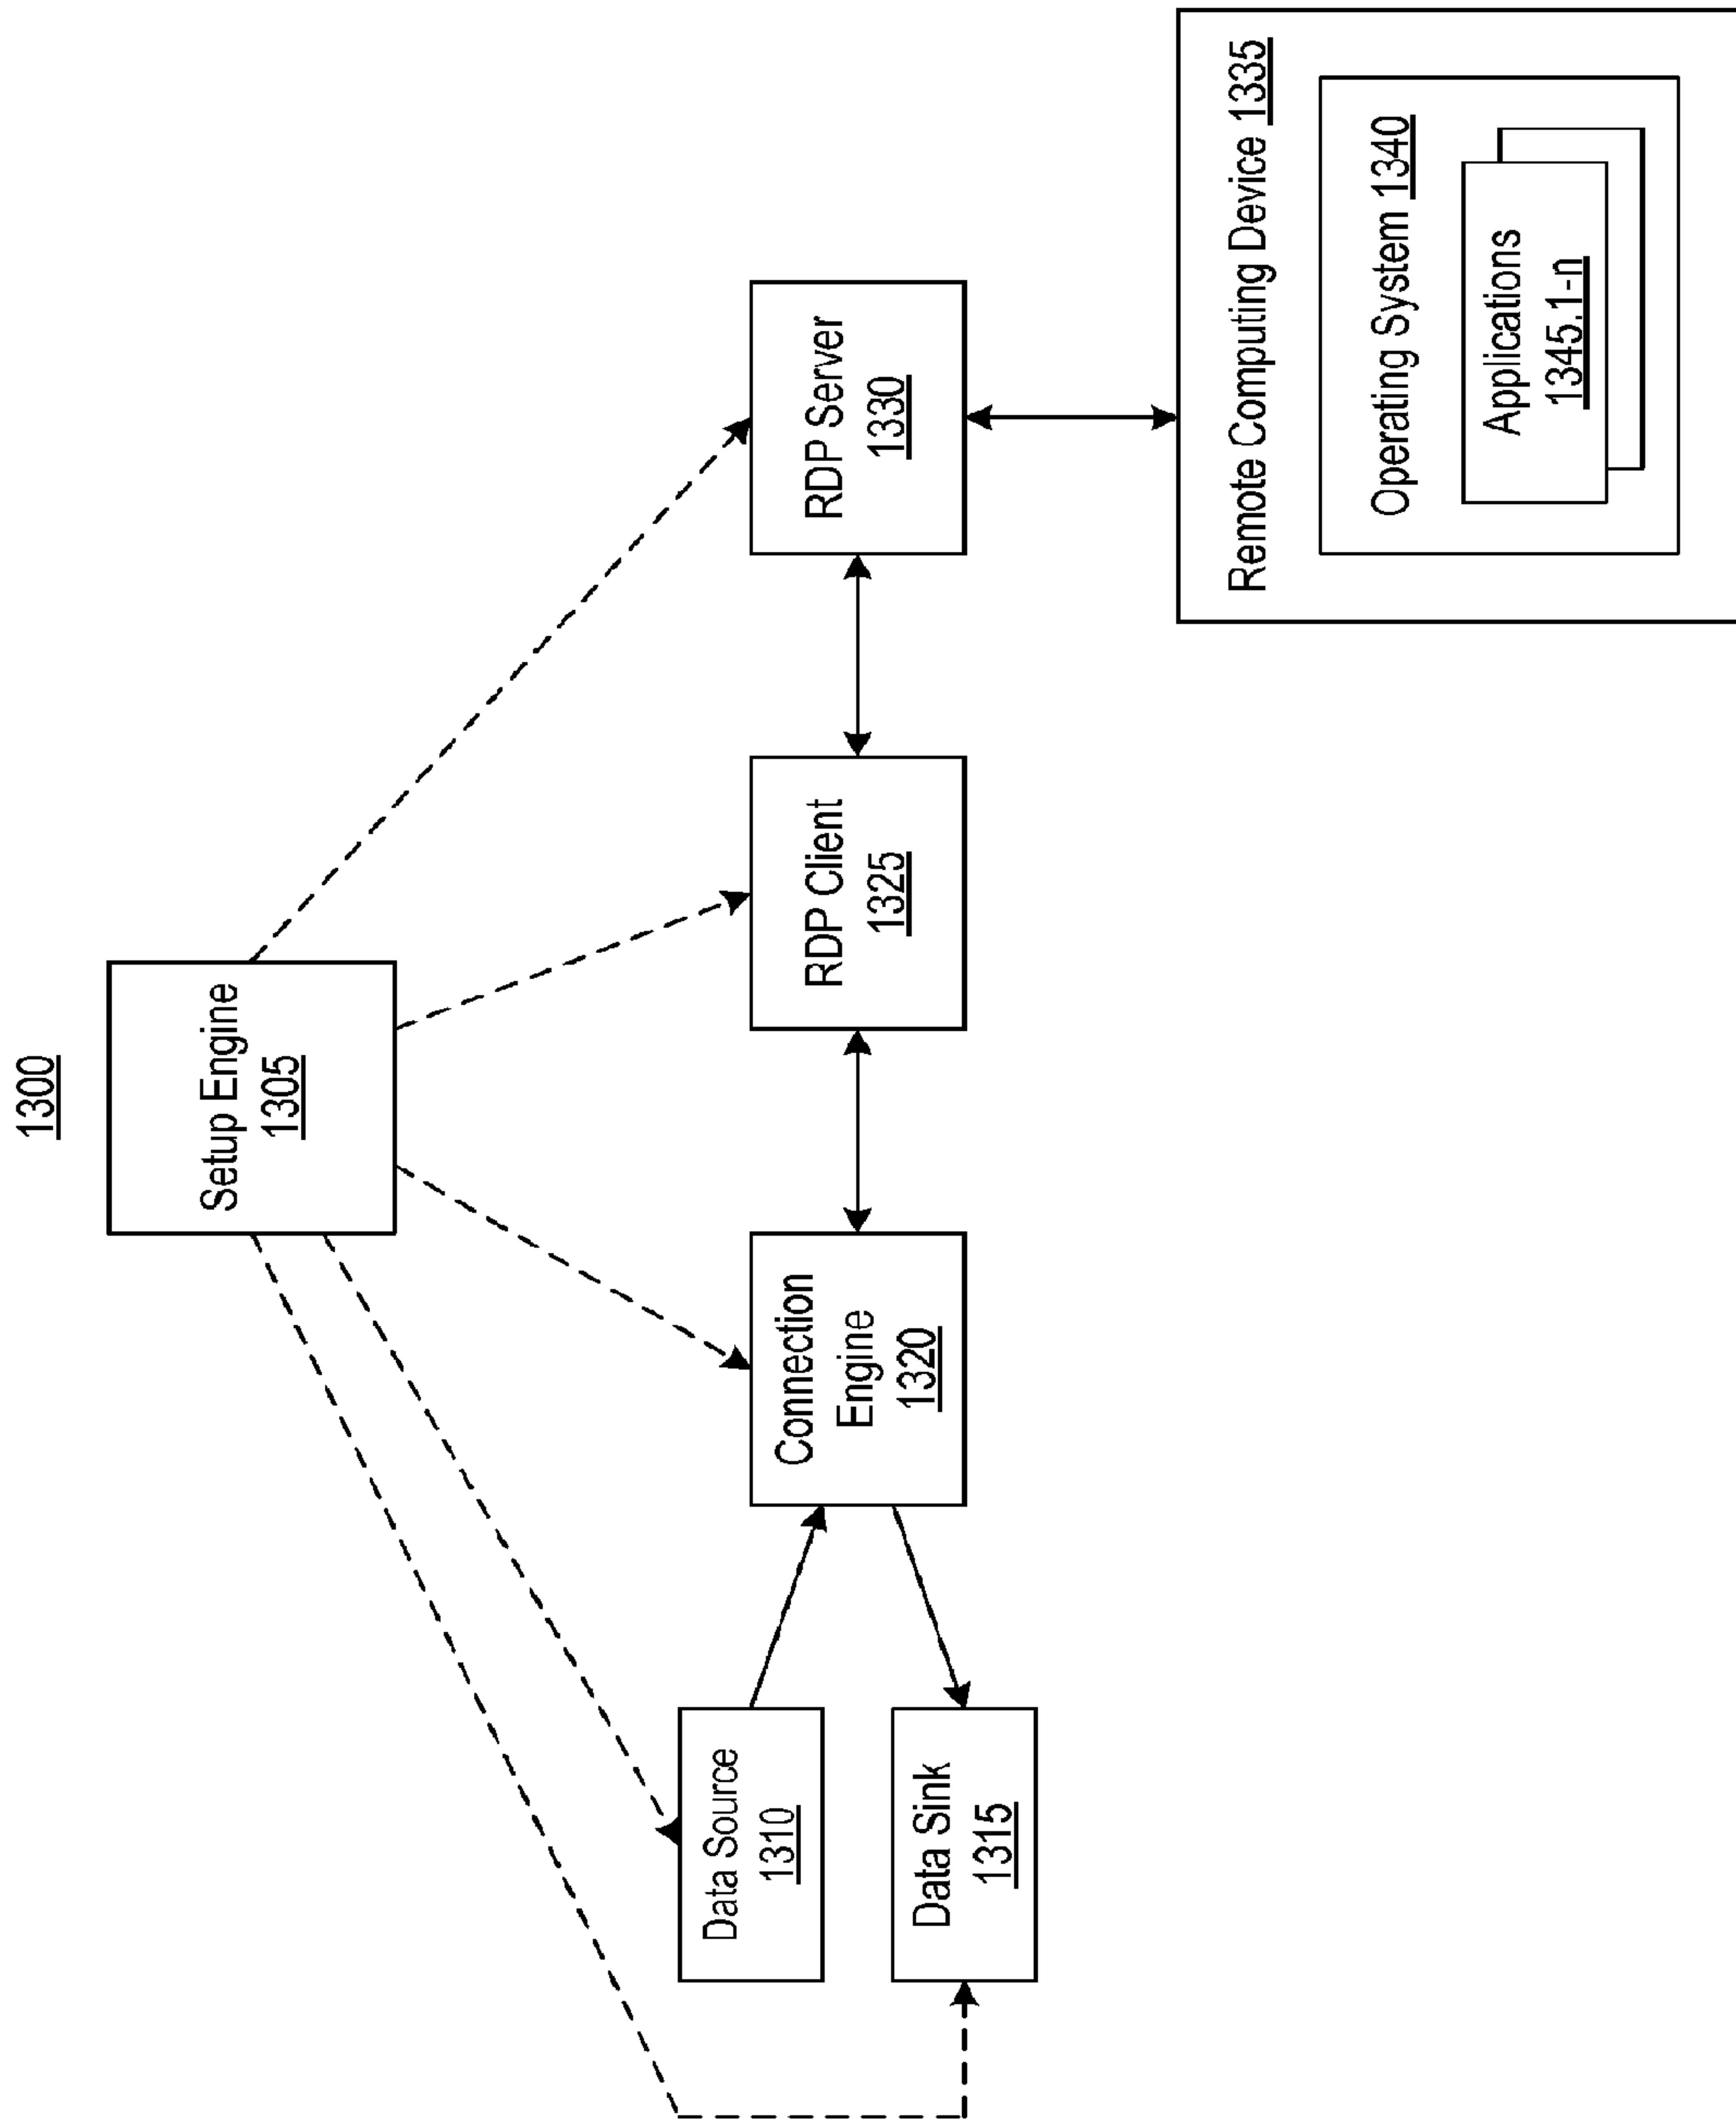 1300
Setup Engine
1305
Data Source
1310
Data Sink
1315
Connection
Engine
1320
RDP Client
1325
RDP Server
1330
Remote Computing Device 1335
Operating System 1340
Applications
1345.1-n